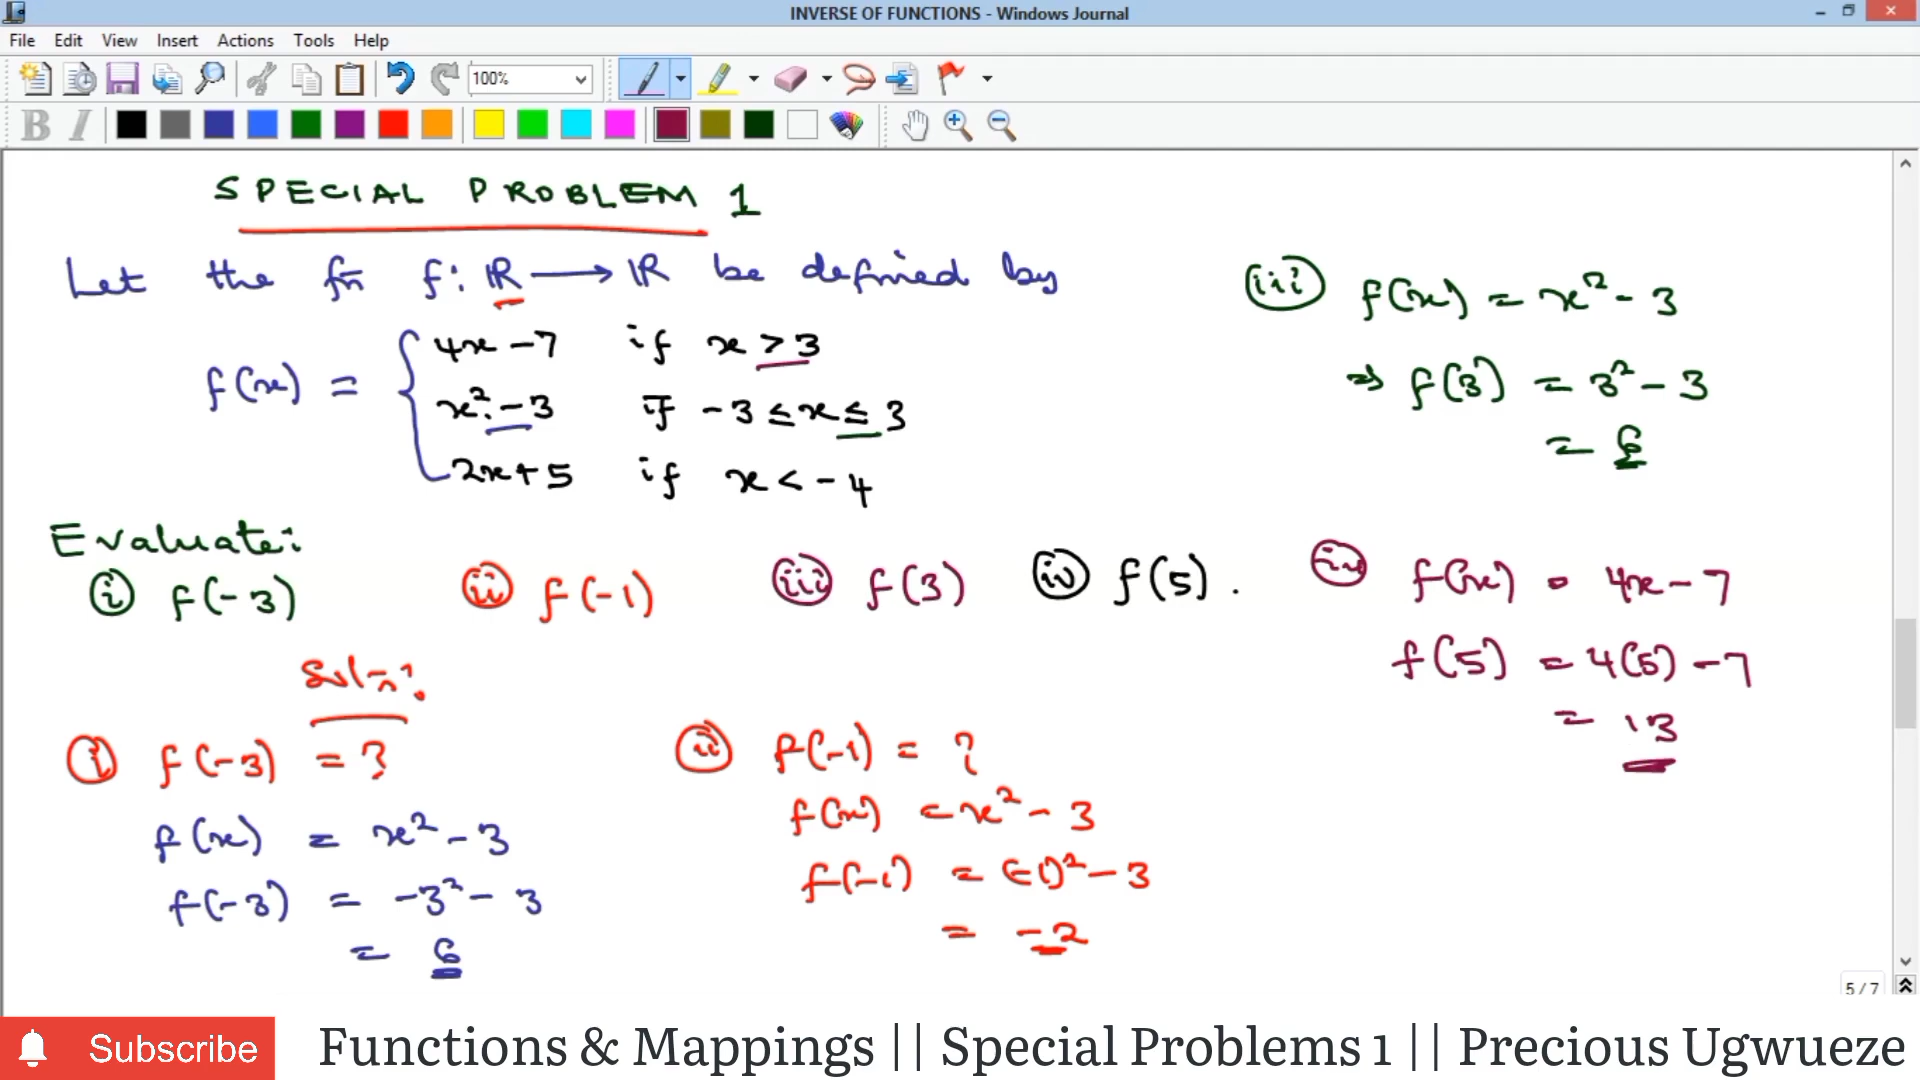 INVERSE OF FUNCTIONS - Windows Journal
File Edit View Insert Actions Tools Help
100%
B I
SPECIAL PROBLEM 1
Let the fn f: ℝ ⟶ ℝ be defined by
f(x) = {
4x - 7 if x > 3
x². - 3 if -3 ≤ x ≤ 3
2x + 5 if x < -4
Evaluate:
(i) f(-3) (ii) f(-1) (iii) f(3) (iv) f(5).
Soln:
(i) f(-3) = ?
f(x) = x² - 3
f(-3) = -3² - 3
= 6
(ii) f(-1) = ?
f(x) = x² - 3
f(-1) = (-1)² - 3
= -2
(iii) f(x) = x² - 3
⇒ f(3) = 3² - 3
= 6
(iv) f(x) = 4x - 7
f(5) = 4(5) - 7
= 13
5 / 7
Subscribe
Functions & Mappings || Special Problems 1 || Precious Ugwueze